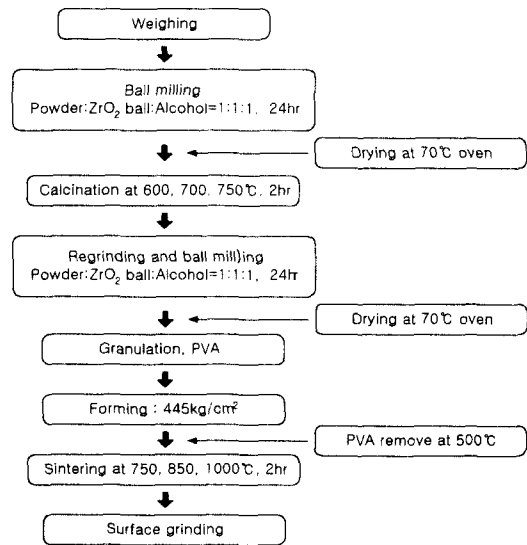 Weighing
Ball milling
Powder:ZrO₂ ball:Alcohol=1:1:1, 24hr
Drying at 70℃ oven
Calcination at 600, 700, 750℃, 2hr
Regrinding and ball mill)ing
Powder:ZrO₂ ball:Alcohol=1:1:1, 24hr
Drying at 70℃ oven
Granulation, PVA
Forming : 445kg/cm²
PVA remove at 500℃
Sintering at 750, 850, 1000℃, 2hr
Surface grinding